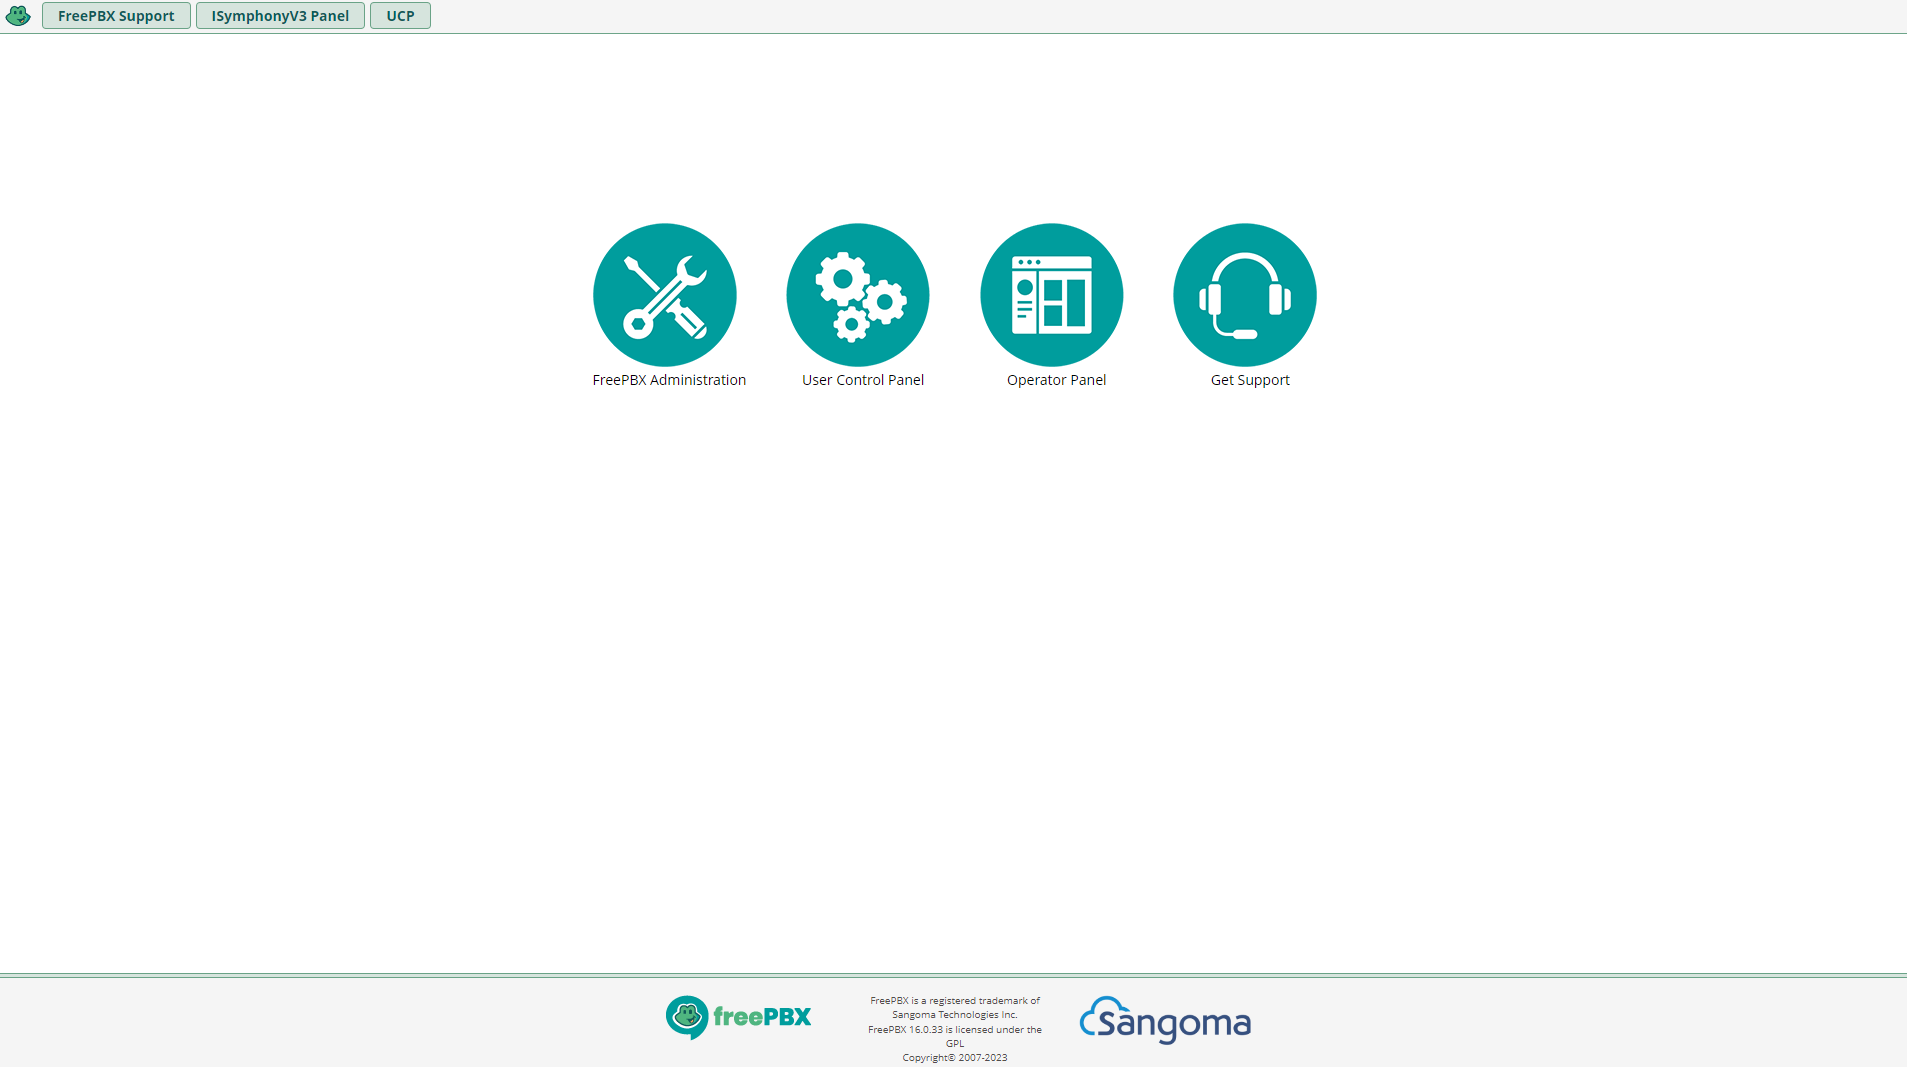 FreePBX Support
ISymphonyV3 Panel
UCP
FreePBX Administration
User Control Panel
Operator Panel
Get Support
freePBX
FreePBX is a registered trademark of
Sangoma Technologies Inc.
FreePBX 16.0.33 is licensed under the
GPL
Copyright© 2007-2023
Sangoma